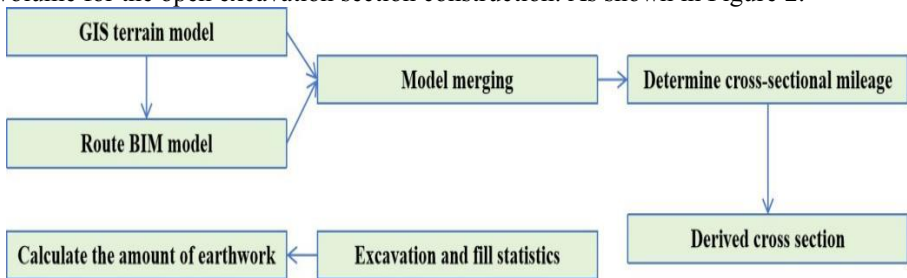 volume for the open excavation section construction. As shown in Figure 2.
GIS terrain model
Model merging
Determine cross-sectional mileage
Route BIM model
Derived cross section
Excavation and fill statistics
Calculate the amount of earthwork